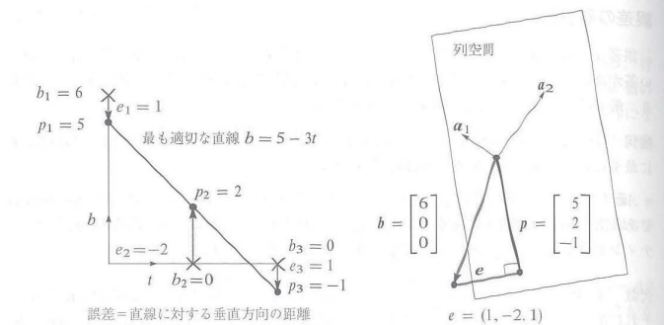 b₁ = 6
e₁ = 1
p₁ = 5
最も適切な直線 b = 5 − 3t
p₂ = 2
b
e₂=−2
t
b₂=0
b₃ = 0
e₃ = 1
p₃ = −1
誤差=直線に対する垂直方向の距離
列空間
a₂
a₁
b = [6 0 0]
p = [5 2 −1]
e
e = (1, −2, 1)